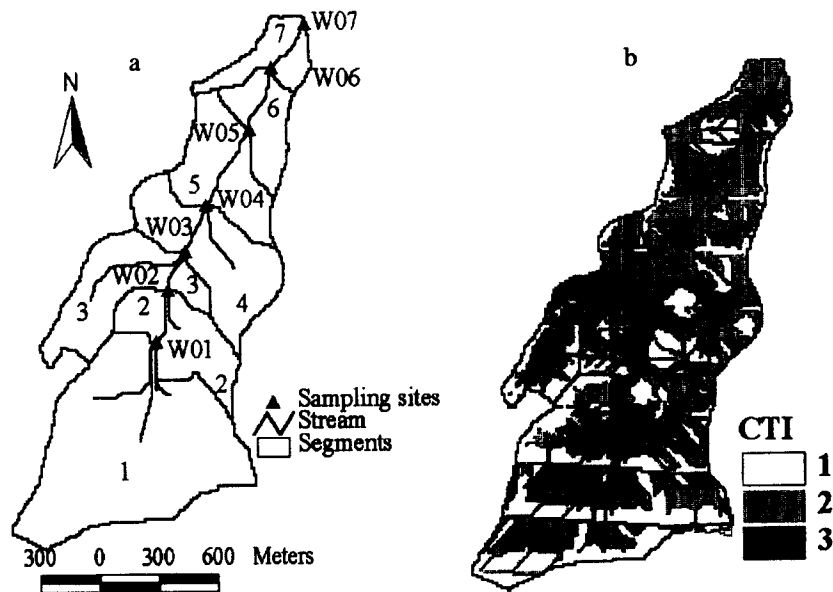 a
N
7
W07
W06
6
W05
5
W04
W03
W02
3
2
3
4
W01
2
1
Sampling sites
Stream
Segments
300 0 300 600 Meters
b
CTI
1
2
3